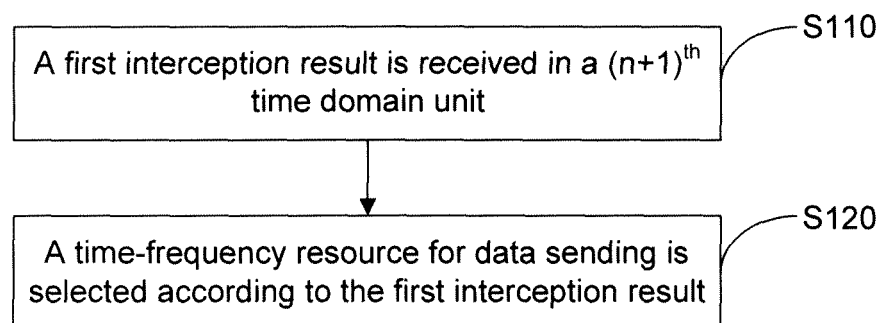 S110
A first interception result is received in a (n+1)th
time domain unit
S120
A time-frequency resource for data sending is
selected according to the first interception result